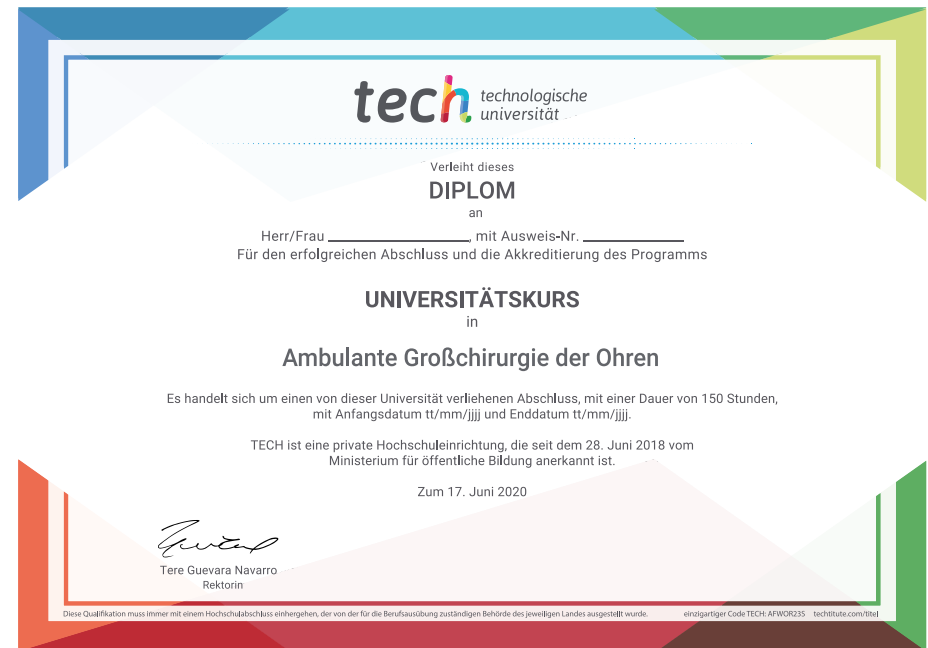 tech technologische
universität
Verleiht dieses
DIPLOM
an
Herr/Frau ____________________, mit Ausweis-Nr. ______________
Für den erfolgreichen Abschluss und die Akkreditierung des Programms
UNIVERSITÄTSKURS
in
Ambulante Großchirurgie der Ohren
Es handelt sich um einen von dieser Universität verliehenen Abschluss, mit einer Dauer von 150 Stunden,
mit Anfangsdatum tt/mm/jjjj und Enddatum tt/mm/jjjj.
TECH ist eine private Hochschuleinrichtung, die seit dem 28. Juni 2018 vom
Ministerium für öffentliche Bildung anerkannt ist.
Zum 17. Juni 2020
Tere Guevara Navarro
Rektorin
Diese Qualifikation muss immer mit einem Hochschulabschluss einhergehen, der von der für die Berufsausübung zuständigen Behörde des jeweiligen Landes ausgestellt wurde. einzigartiger Code TECH: AFWOR23S techtitute.com/titel